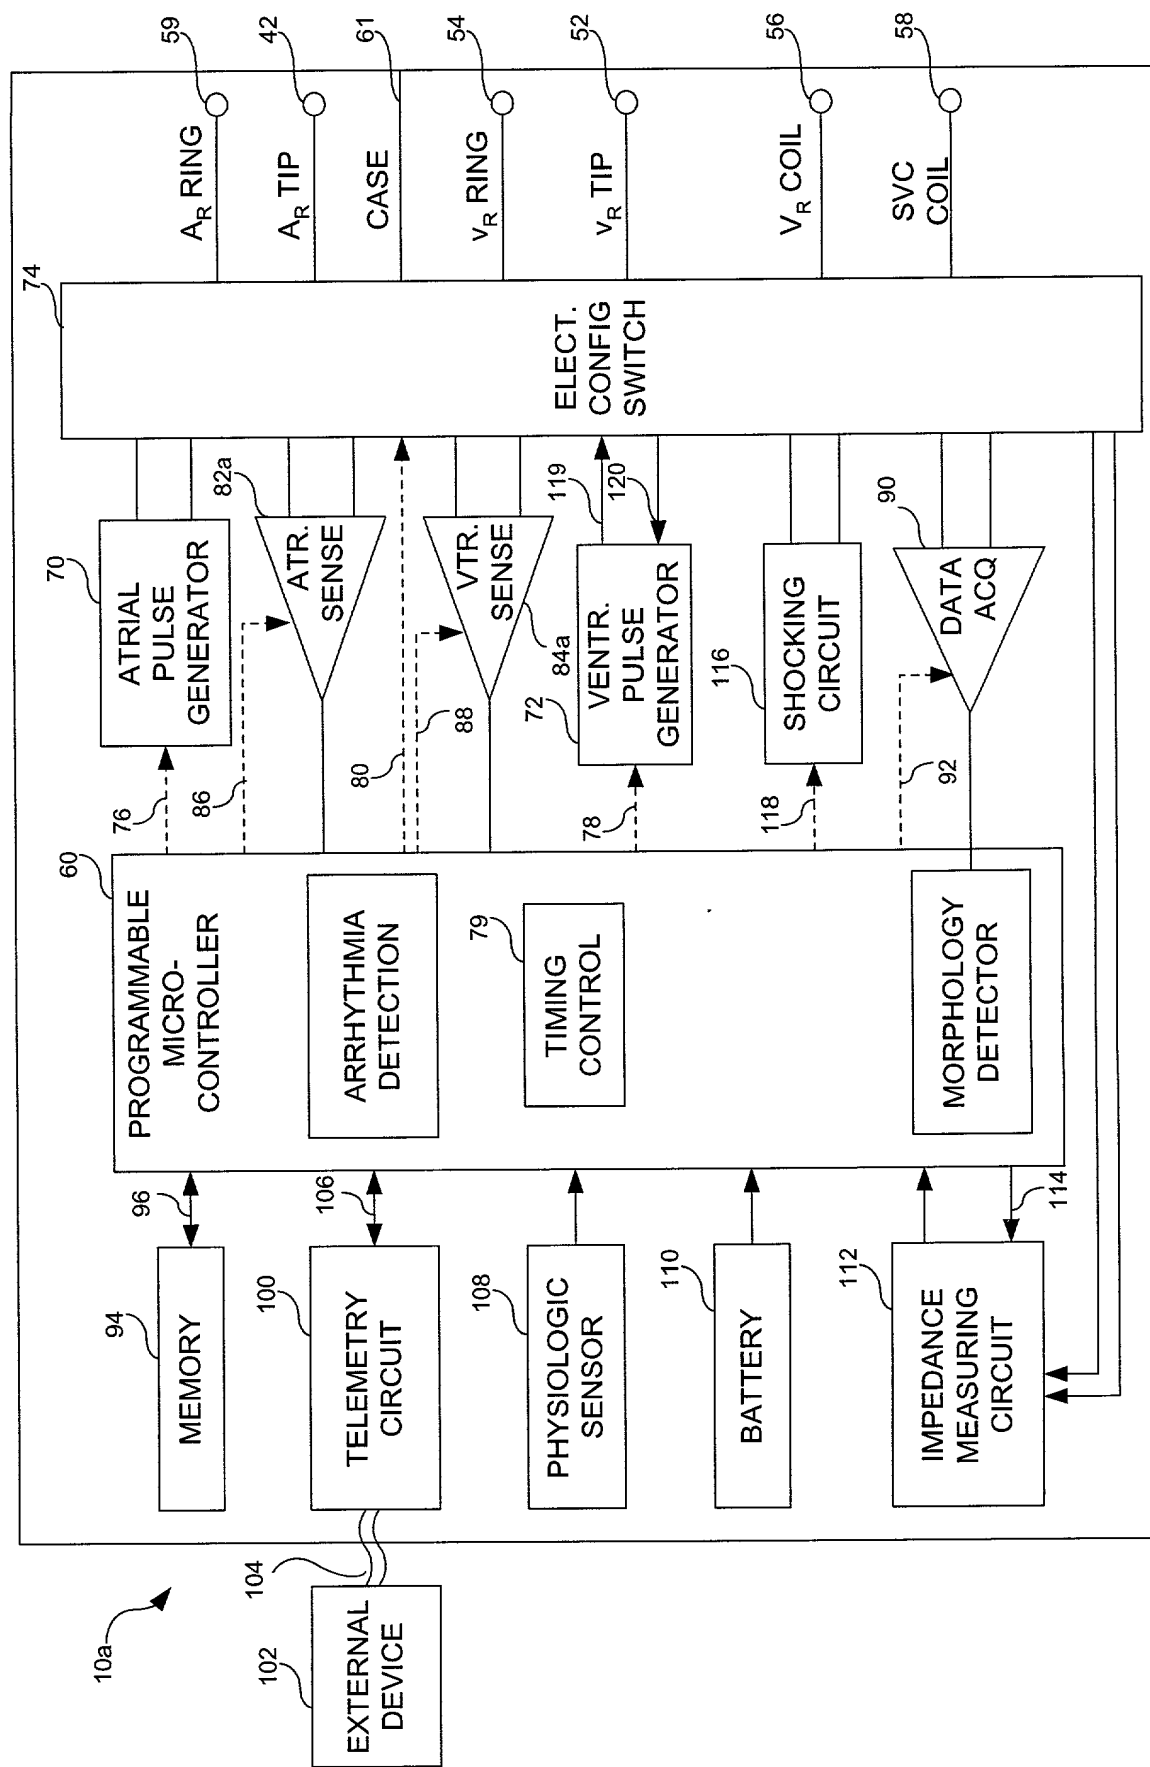 10a
EXTERNAL
DEVICE
102
104
MEMORY
94
96
TELEMETRY
CIRCUIT
100
106
PHYSIOLOGIC
SENSOR
108
BATTERY
110
IMPEDANCE
MEASURING
CIRCUIT
112
114
60
PROGRAMMABLE
MICRO-
CONTROLLER
ARRHYTHMIA
DETECTION
79
TIMING
CONTROL
MORPHOLOGY
DETECTOR
76
86
80
88
78
118
92
70
ATRIAL
PULSE
GENERATOR
82a
ATR.
SENSE
VTR.
SENSE
84a
72
VENTR.
PULSE
GENERATOR
119
120
116
SHOCKING
CIRCUIT
90
DATA
ACQ
74
ELECT.
CONFIG
SWITCH
AR RING
59
AR TIP
42
CASE
61
vR RING
54
vR TIP
52
VR COIL
56
SVC
COIL
58